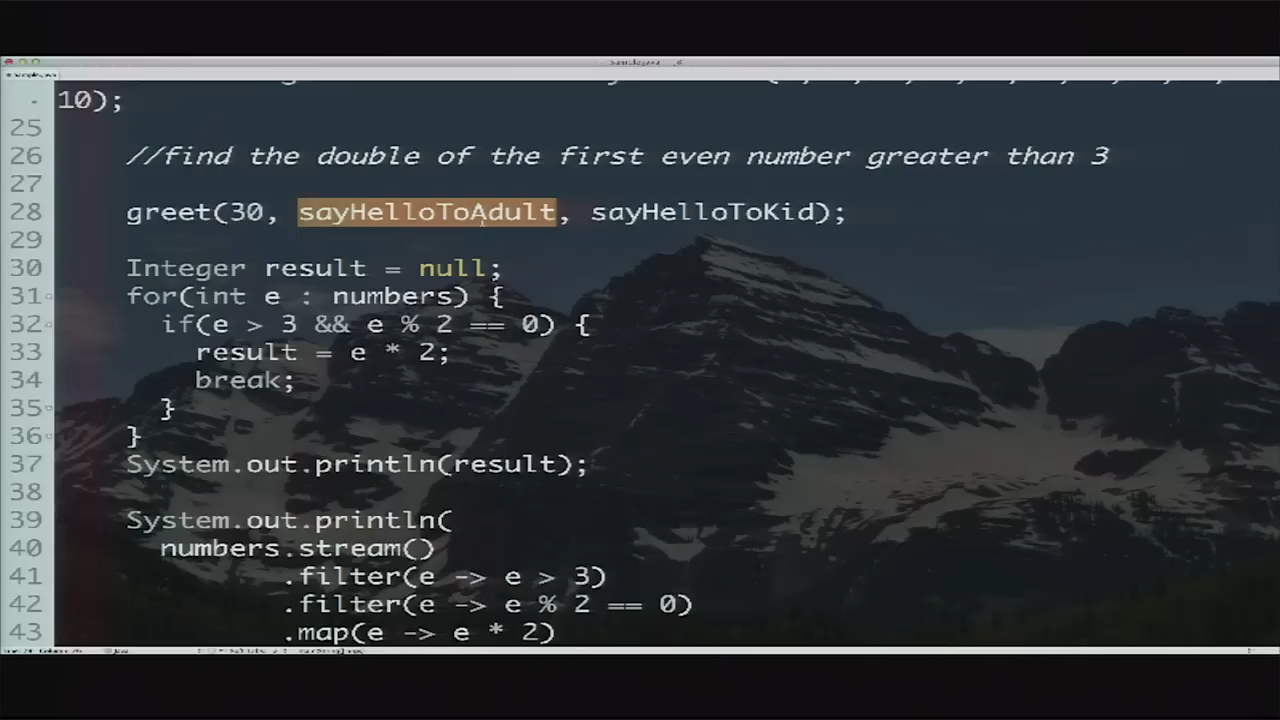 10);
25
26 //find the double of the first even number greater than 3
27
28 greet(30, sayHelloToAdult, sayHelloToKid);
29
30 Integer result = null;
31 for(int e : numbers) {
32 if(e > 3 && e % 2 == 0) {
33 result = e * 2;
34 break;
35 }
36 }
37 System.out.println(result);
38
39 System.out.println(
40 numbers.stream()
41 .filter(e -> e > 3)
42 .filter(e -> e % 2 == 0)
43 .map(e -> e * 2)